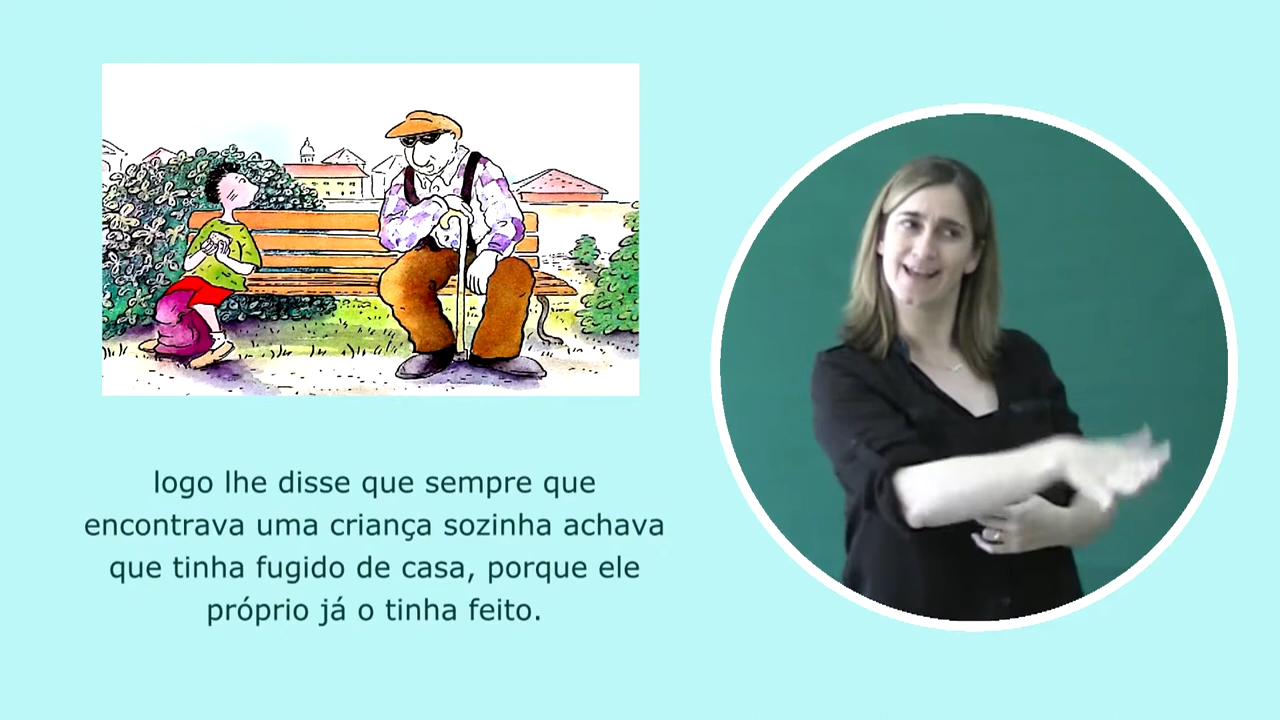 logo lhe disse que sempre que
encontrava uma criança sozinha achava
que tinha fugido de casa, porque ele
próprio já o tinha feito.